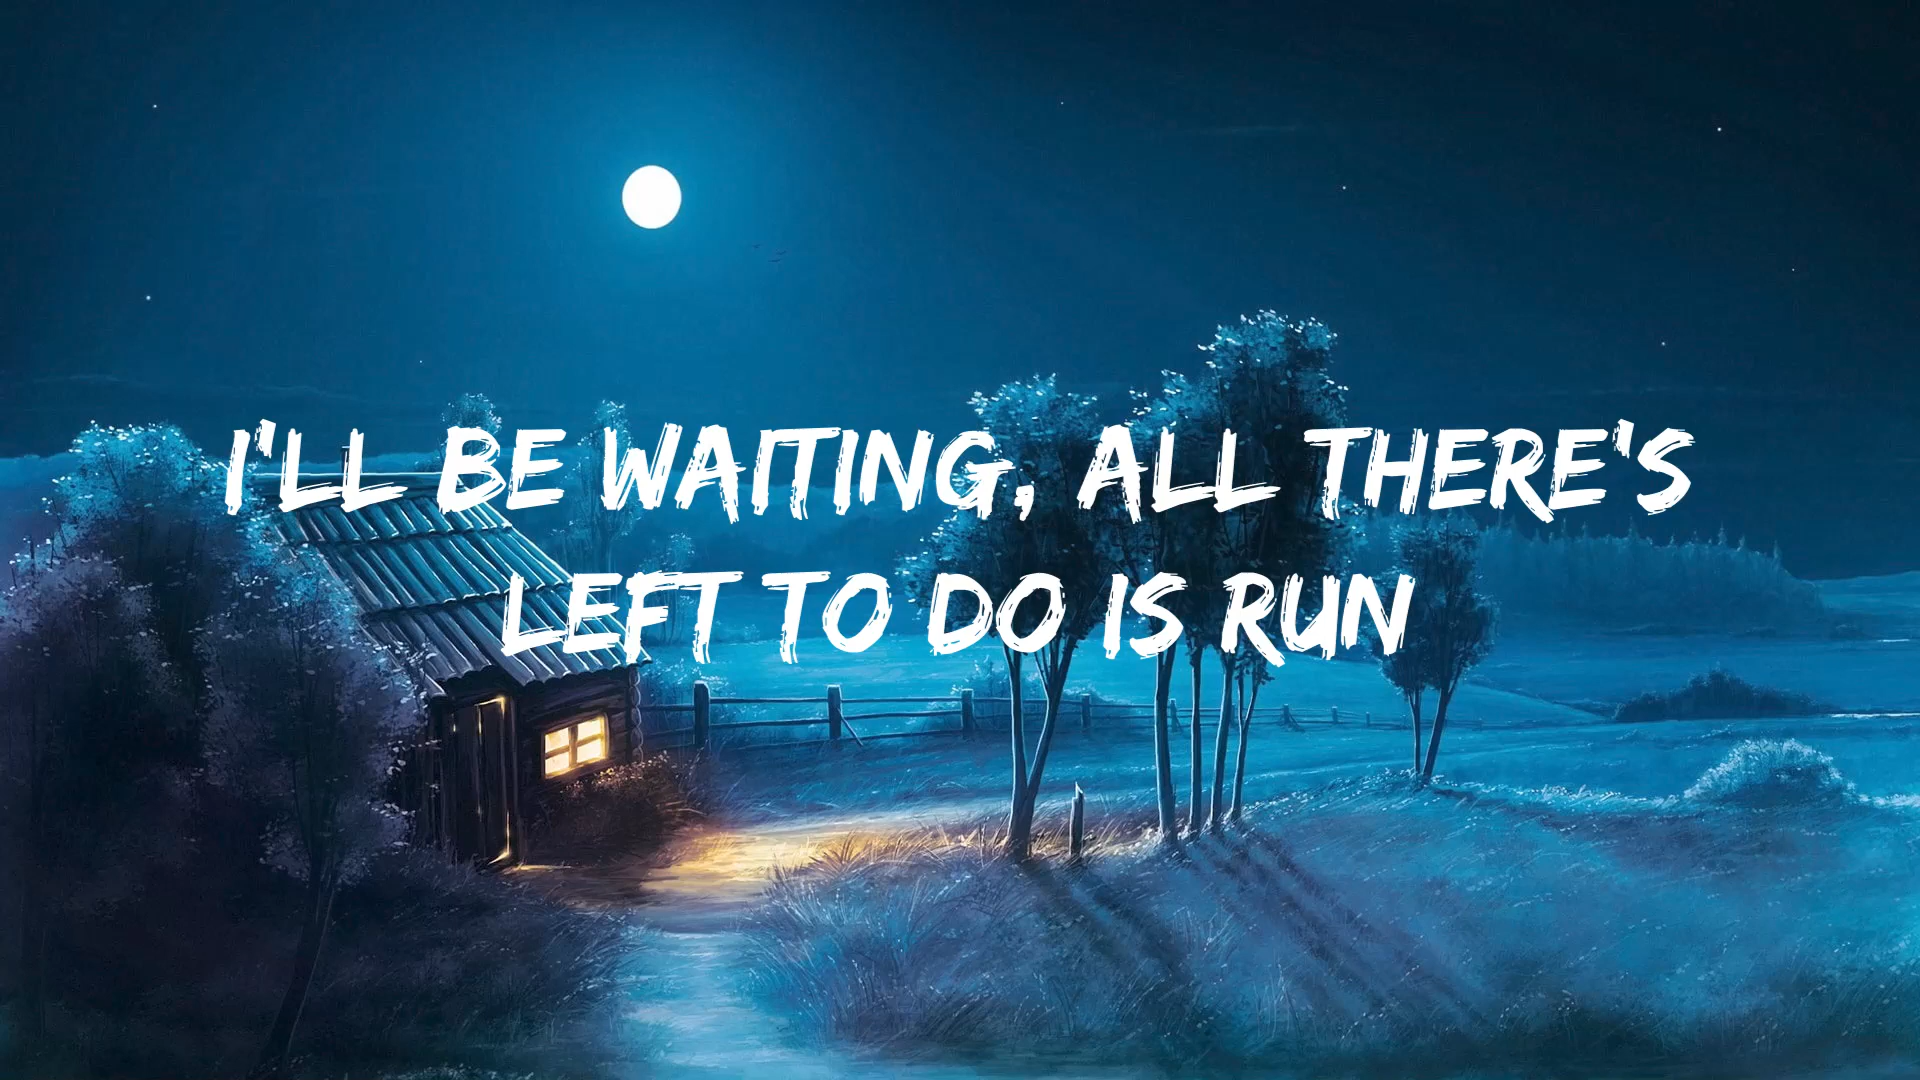 I'LL BE WAITING, ALL THERE'S
LEFT TO DO IS RUN